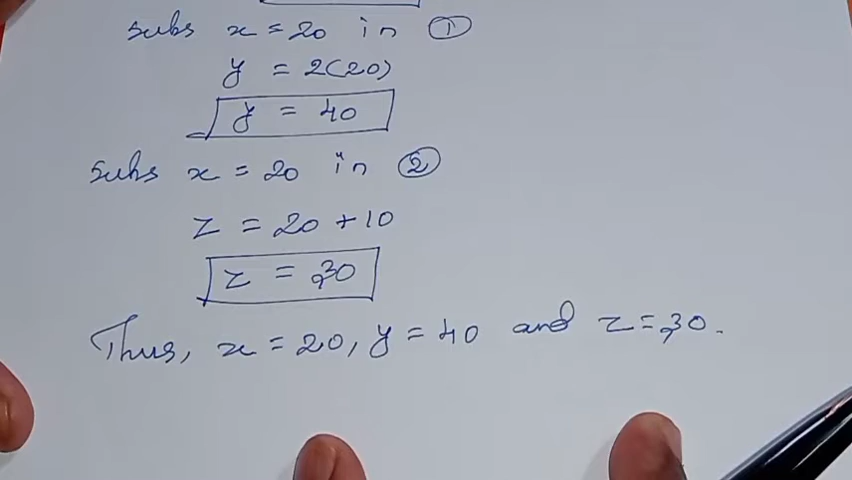 subs x = 20 in ①
y = 2(20)
y = 40
subs x = 20 in ②
z = 20 + 10
z = 30
Thus, x = 20, y = 40 and z = 30.